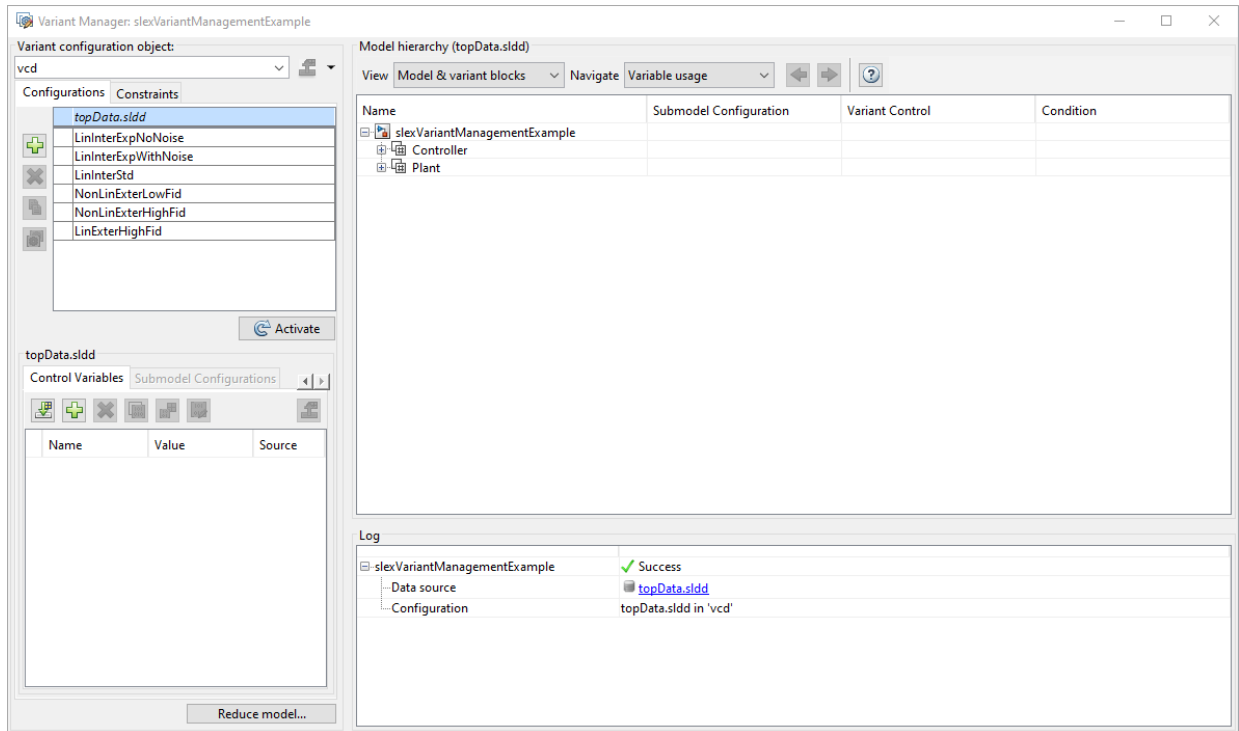 Variant Manager: slexVariantManagementExample
Variant configuration object:
vcd
Configurations Constraints
topData.sldd
LinInterExpNoNoise
LinInterExpWithNoise
LinInterStd
NonLinExterLowFid
NonLinExterHighFid
LinExterHighFid
Activate
topData.sldd
Control Variables Submodel Configurations
Name Value Source
Reduce model...
Model hierarchy (topData.sldd)
View Model & variant blocks Navigate Variable usage
Name Submodel Configuration Variant Control Condition
slexVariantManagementExample
Controller
Plant
Log
slexVariantManagementExample Success
Data source topData.sldd
Configuration topData.sldd in 'vcd'